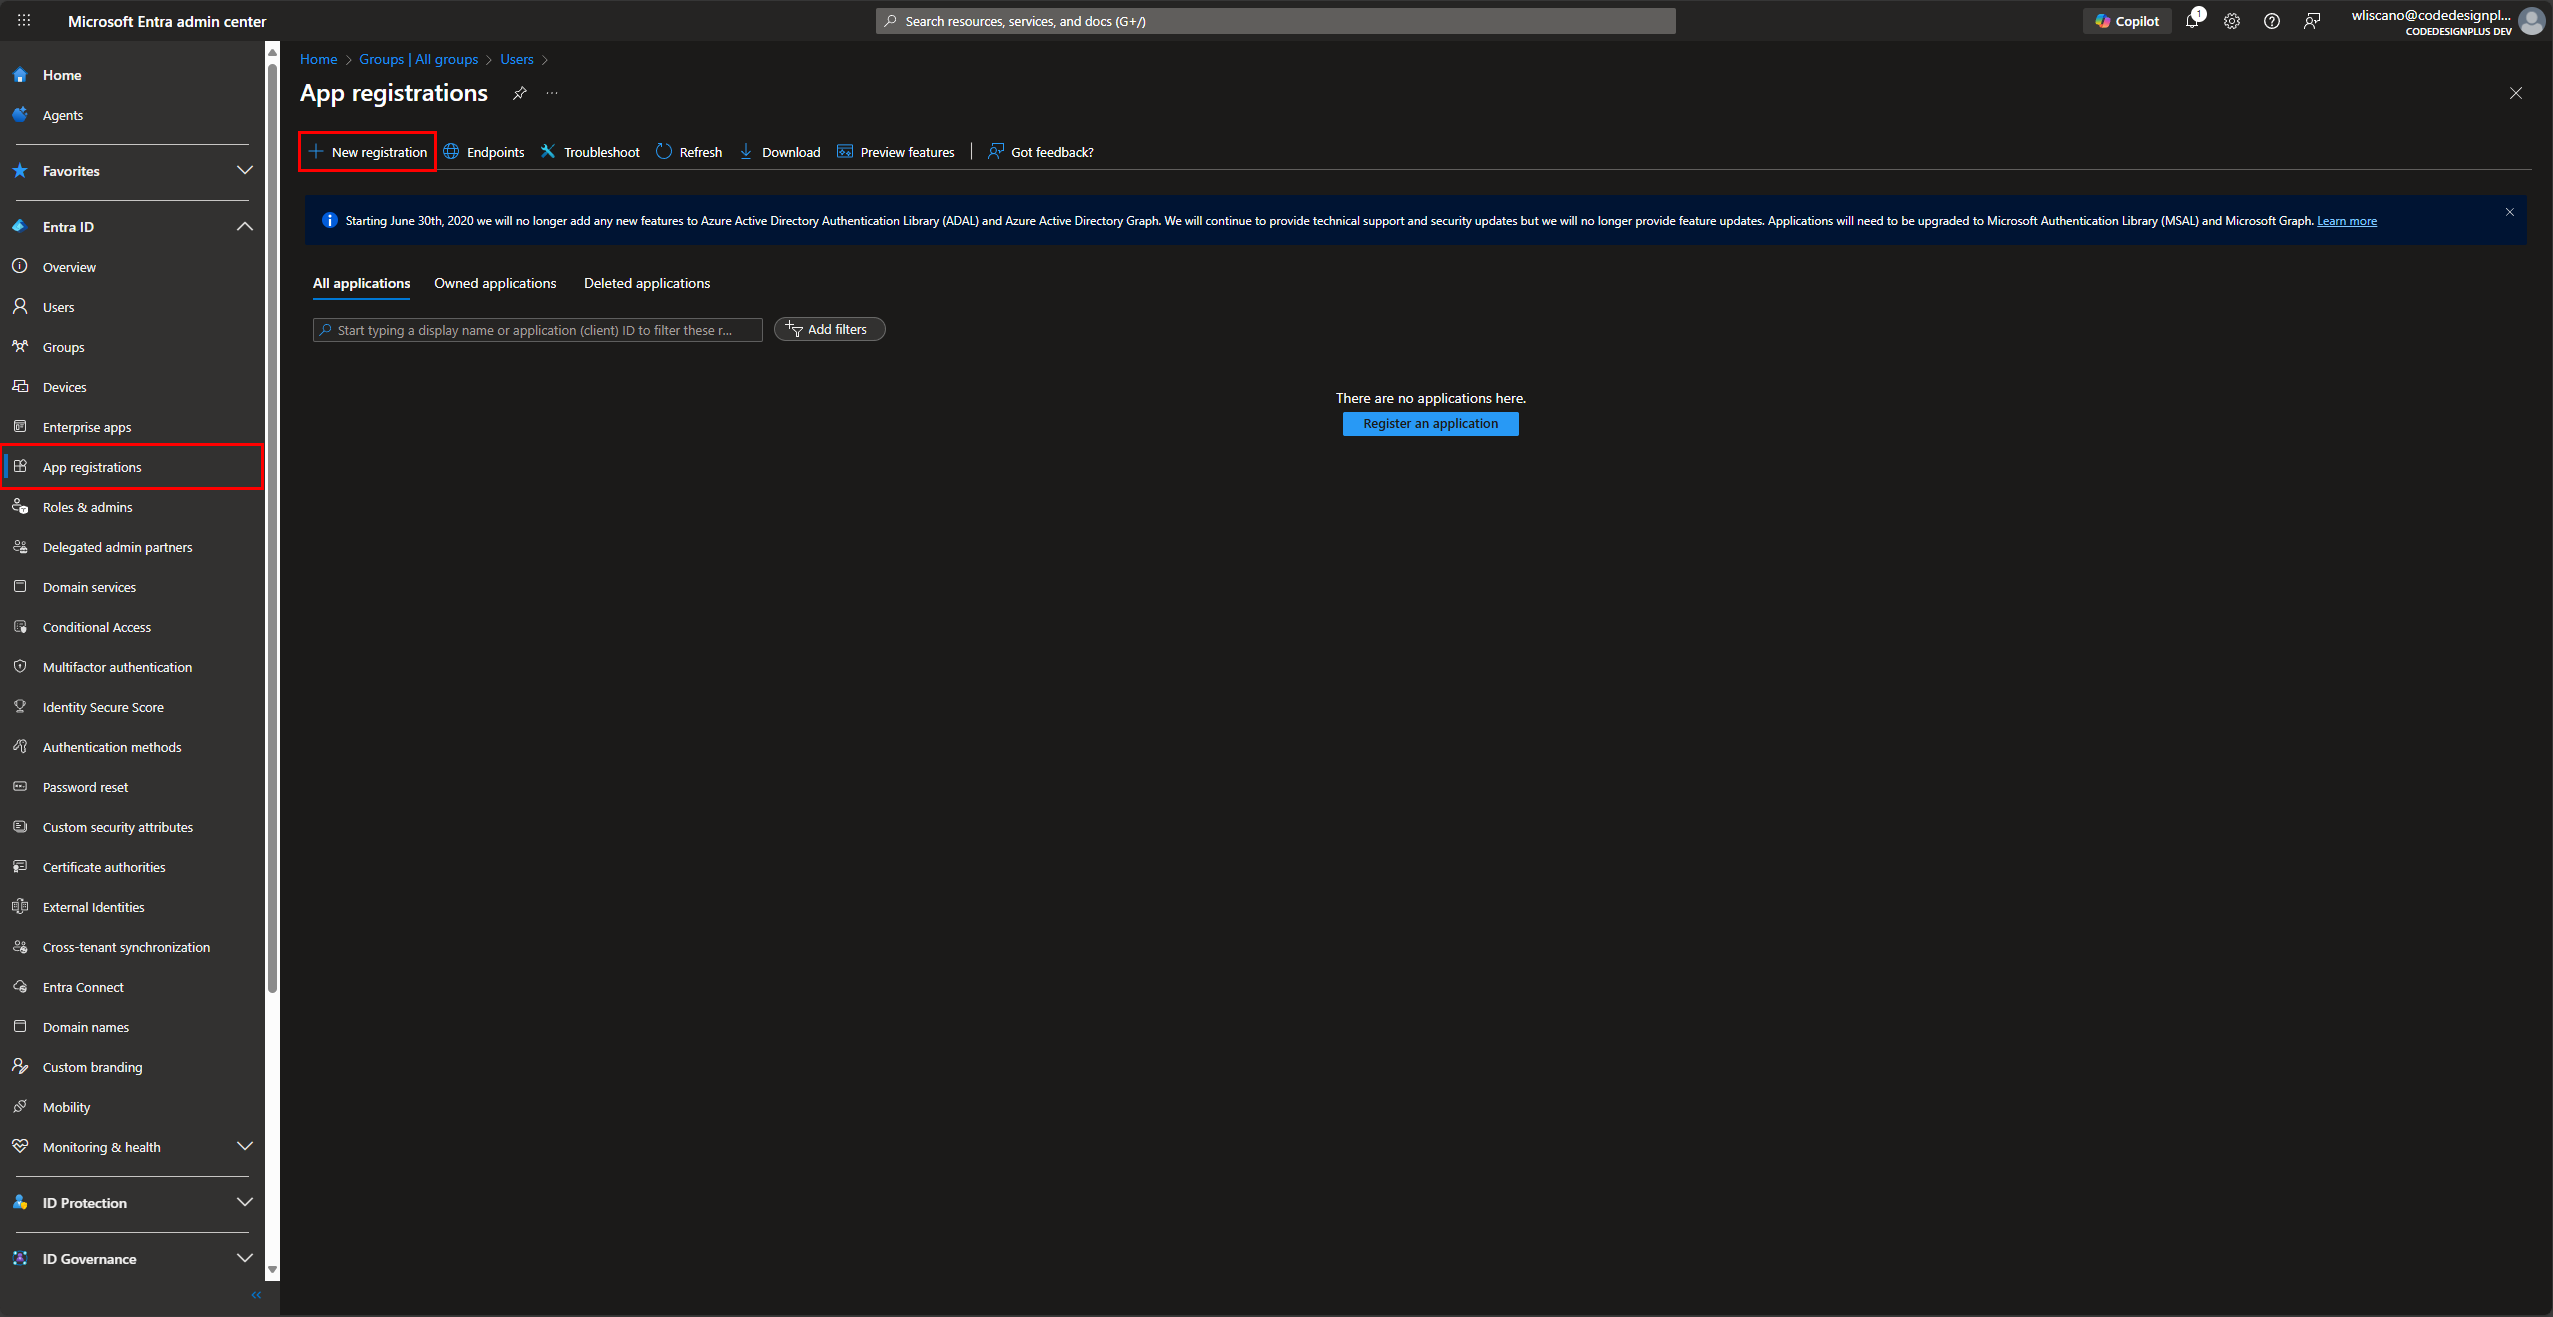 Microsoft Entra admin center
Search resources, services, and docs (G+/)
Copilot
1
wliscano@codedesignpl...
CODEDESIGNPLUS DEV
Home
Agents
Favorites
Entra ID
Overview
Users
Groups
Devices
Enterprise apps
App registrations
Roles & admins
Delegated admin partners
Domain services
Conditional Access
Multifactor authentication
Identity Secure Score
Authentication methods
Password reset
Custom security attributes
Certificate authorities
External Identities
Cross-tenant synchronization
Entra Connect
Domain names
Custom branding
Mobility
Monitoring & health
ID Protection
ID Governance
Home > Groups | All groups > Users >
App registrations
New registration Endpoints Troubleshoot Refresh Download Preview features | Got feedback?
Starting June 30th, 2020 we will no longer add any new features to Azure Active Directory Authentication Library (ADAL) and Azure Active Directory Graph. We will continue to provide technical support and security updates but we will no longer provide feature updates. Applications will need to be upgraded to Microsoft Authentication Library (MSAL) and Microsoft Graph. Learn more
All applications Owned applications Deleted applications
Start typing a display name or application (client) ID to filter these r... Add filters
There are no applications here.
Register an application